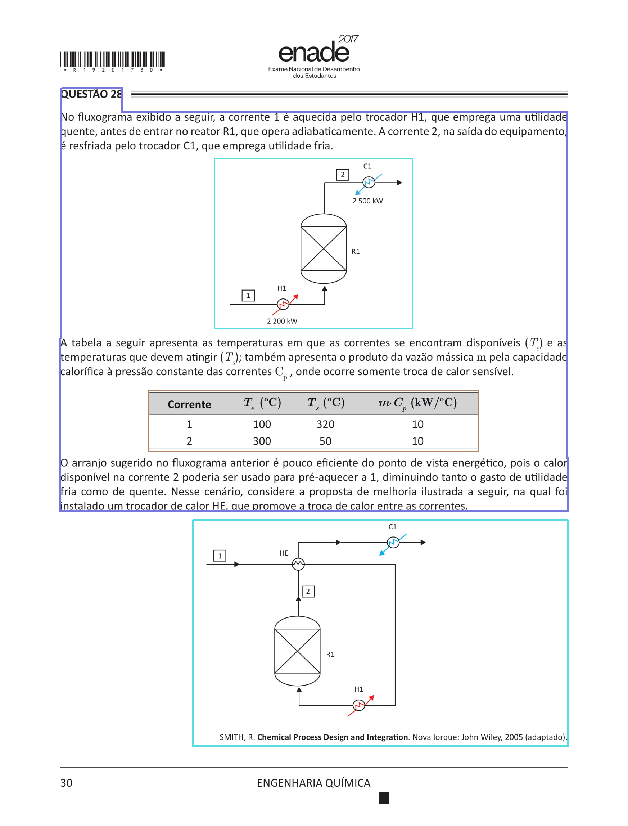 2017
enade
Exame Nacional de Desempenho
dos Estudantes
* R 1 9 2 0 1 7 3 0 *
QUESTÃO 28
No fluxograma exibido a seguir, a corrente 1 é aquecida pelo trocador H1, que emprega uma utilidade
quente, antes de entrar no reator R1, que opera adiabaticamente. A corrente 2, na saída do equipamento,
é resfriada pelo trocador C1, que emprega utilidade fria.
C1
2
2 500 kW
R1
H1
1
2 200 kW
A tabela a seguir apresenta as temperaturas em que as correntes se encontram disponíveis (T) e as
temperaturas que devem atingir (T); também apresenta o produto da vazão mássica m pela capacidade
calorífica à pressão constante das correntes Cp, onde ocorre somente troca de calor sensível.
Corrente Te (°C) Ts (°C) m·Cp (kW/°C)
1 100 320 10
2 300 50 10
O arranjo sugerido no fluxograma anterior é pouco eficiente do ponto de vista energético, pois o calor
disponível na corrente 2 poderia ser usado para pré-aquecer a 1, diminuindo tanto o gasto de utilidade
fria como de quente. Nesse cenário, considere a proposta de melhoria ilustrada a seguir, na qual foi
instalado um trocador de calor HE, que promove a troca de calor entre as correntes.
C1
1
HE
2
R1
H1
SMITH, R. Chemical Process Design and Integration. Nova Iorque: John Wiley, 2005 (adaptado).
30
ENGENHARIA QUÍMICA